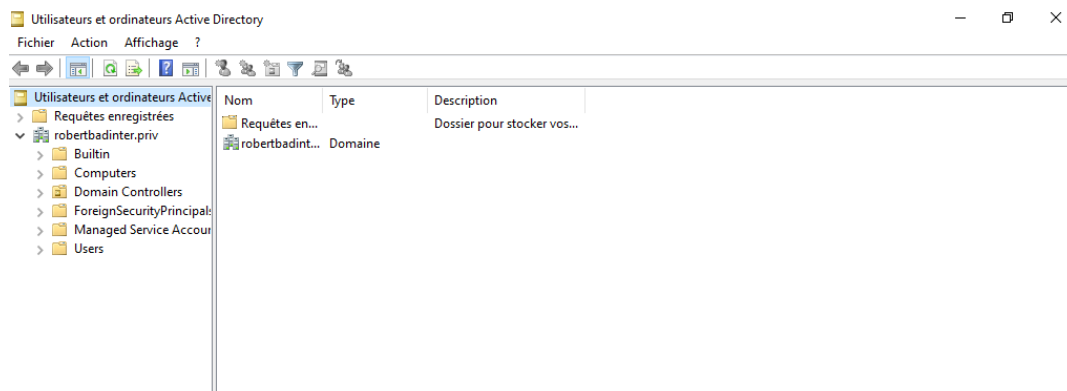 Utilisateurs et ordinateurs Active Directory
Fichier Action Affichage ?
Utilisateurs et ordinateurs Active
Requêtes enregistrées
robertbadinter.priv
Builtin
Computers
Domain Controllers
ForeignSecurityPrincipals
Managed Service Accour
Users
Nom Type Description
Requêtes en... Dossier pour stocker vos...
robertbadint... Domaine